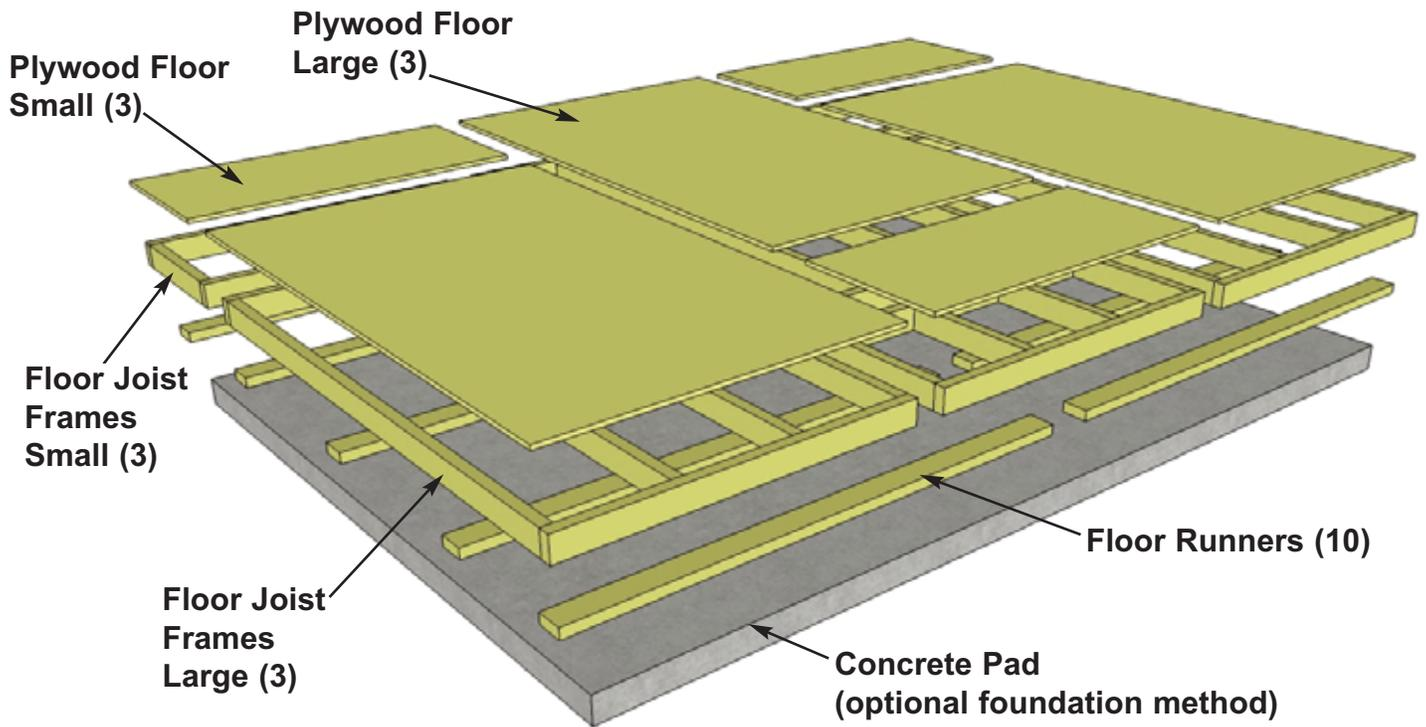 Plywood Floor
Large (3)
Plywood Floor
Small (3)
Floor Joist
Frames
Small (3)
Floor Runners (10)
Floor Joist
Frames
Large (3)
Concrete Pad
(optional foundation method)